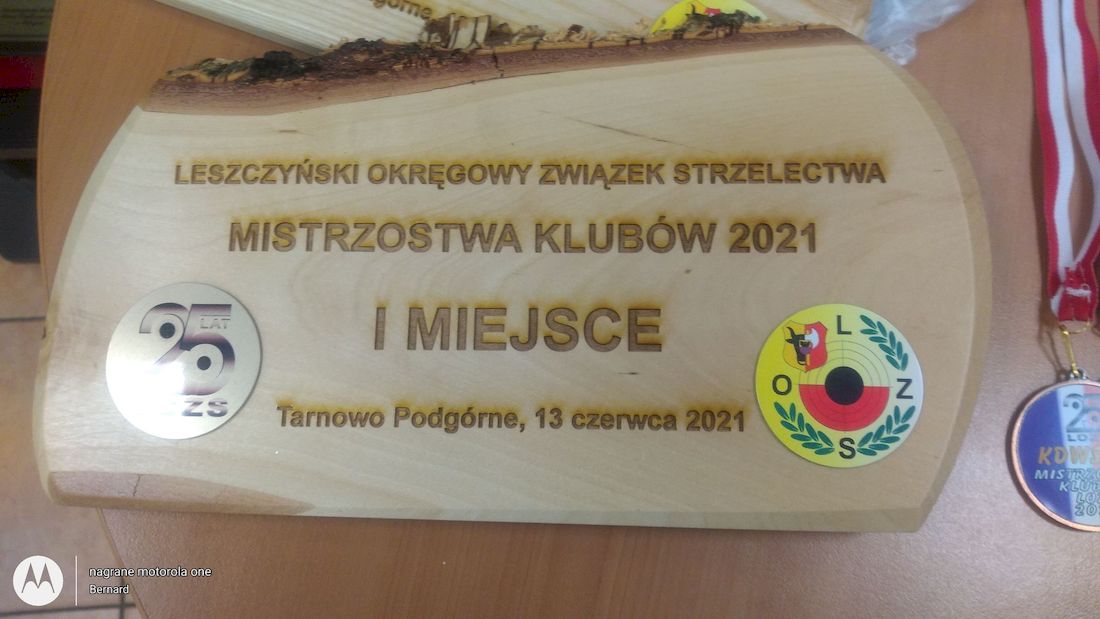 Podgórne,
LESZCZYŃSKI OKRĘGOWY ZWIĄZEK STRZELECTWA
MISTRZOSTWA KLUBÓW 2021
I MIEJSCE
Tarnowo Podgórne, 13 czerwca 2021
25
LAT
L
O Z
S
nagrane motorola one
Bernard